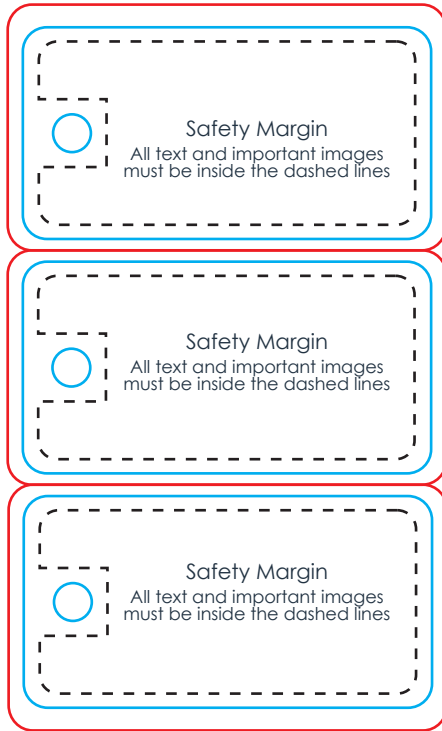 Safety Margin
All text and important images
must be inside the dashed lines
Safety Margin
All text and important images
must be inside the dashed lines
Safety Margin
All text and important images
must be inside the dashed lines